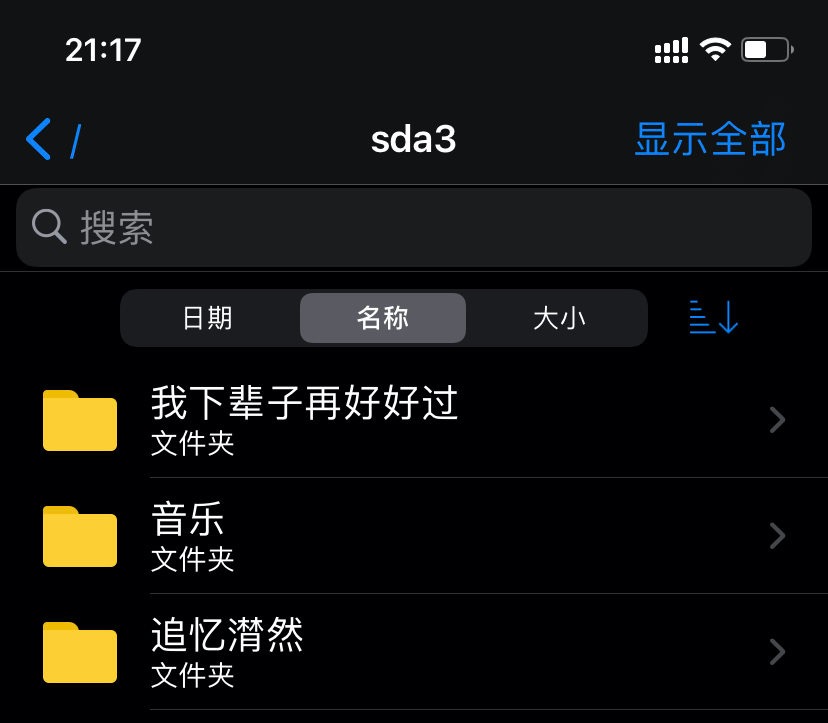 21:17
/
sda3
显示全部
搜索
日期
名称
大小
我下辈子再好好过
文件夹
音乐
文件夹
追忆潸然
文件夹